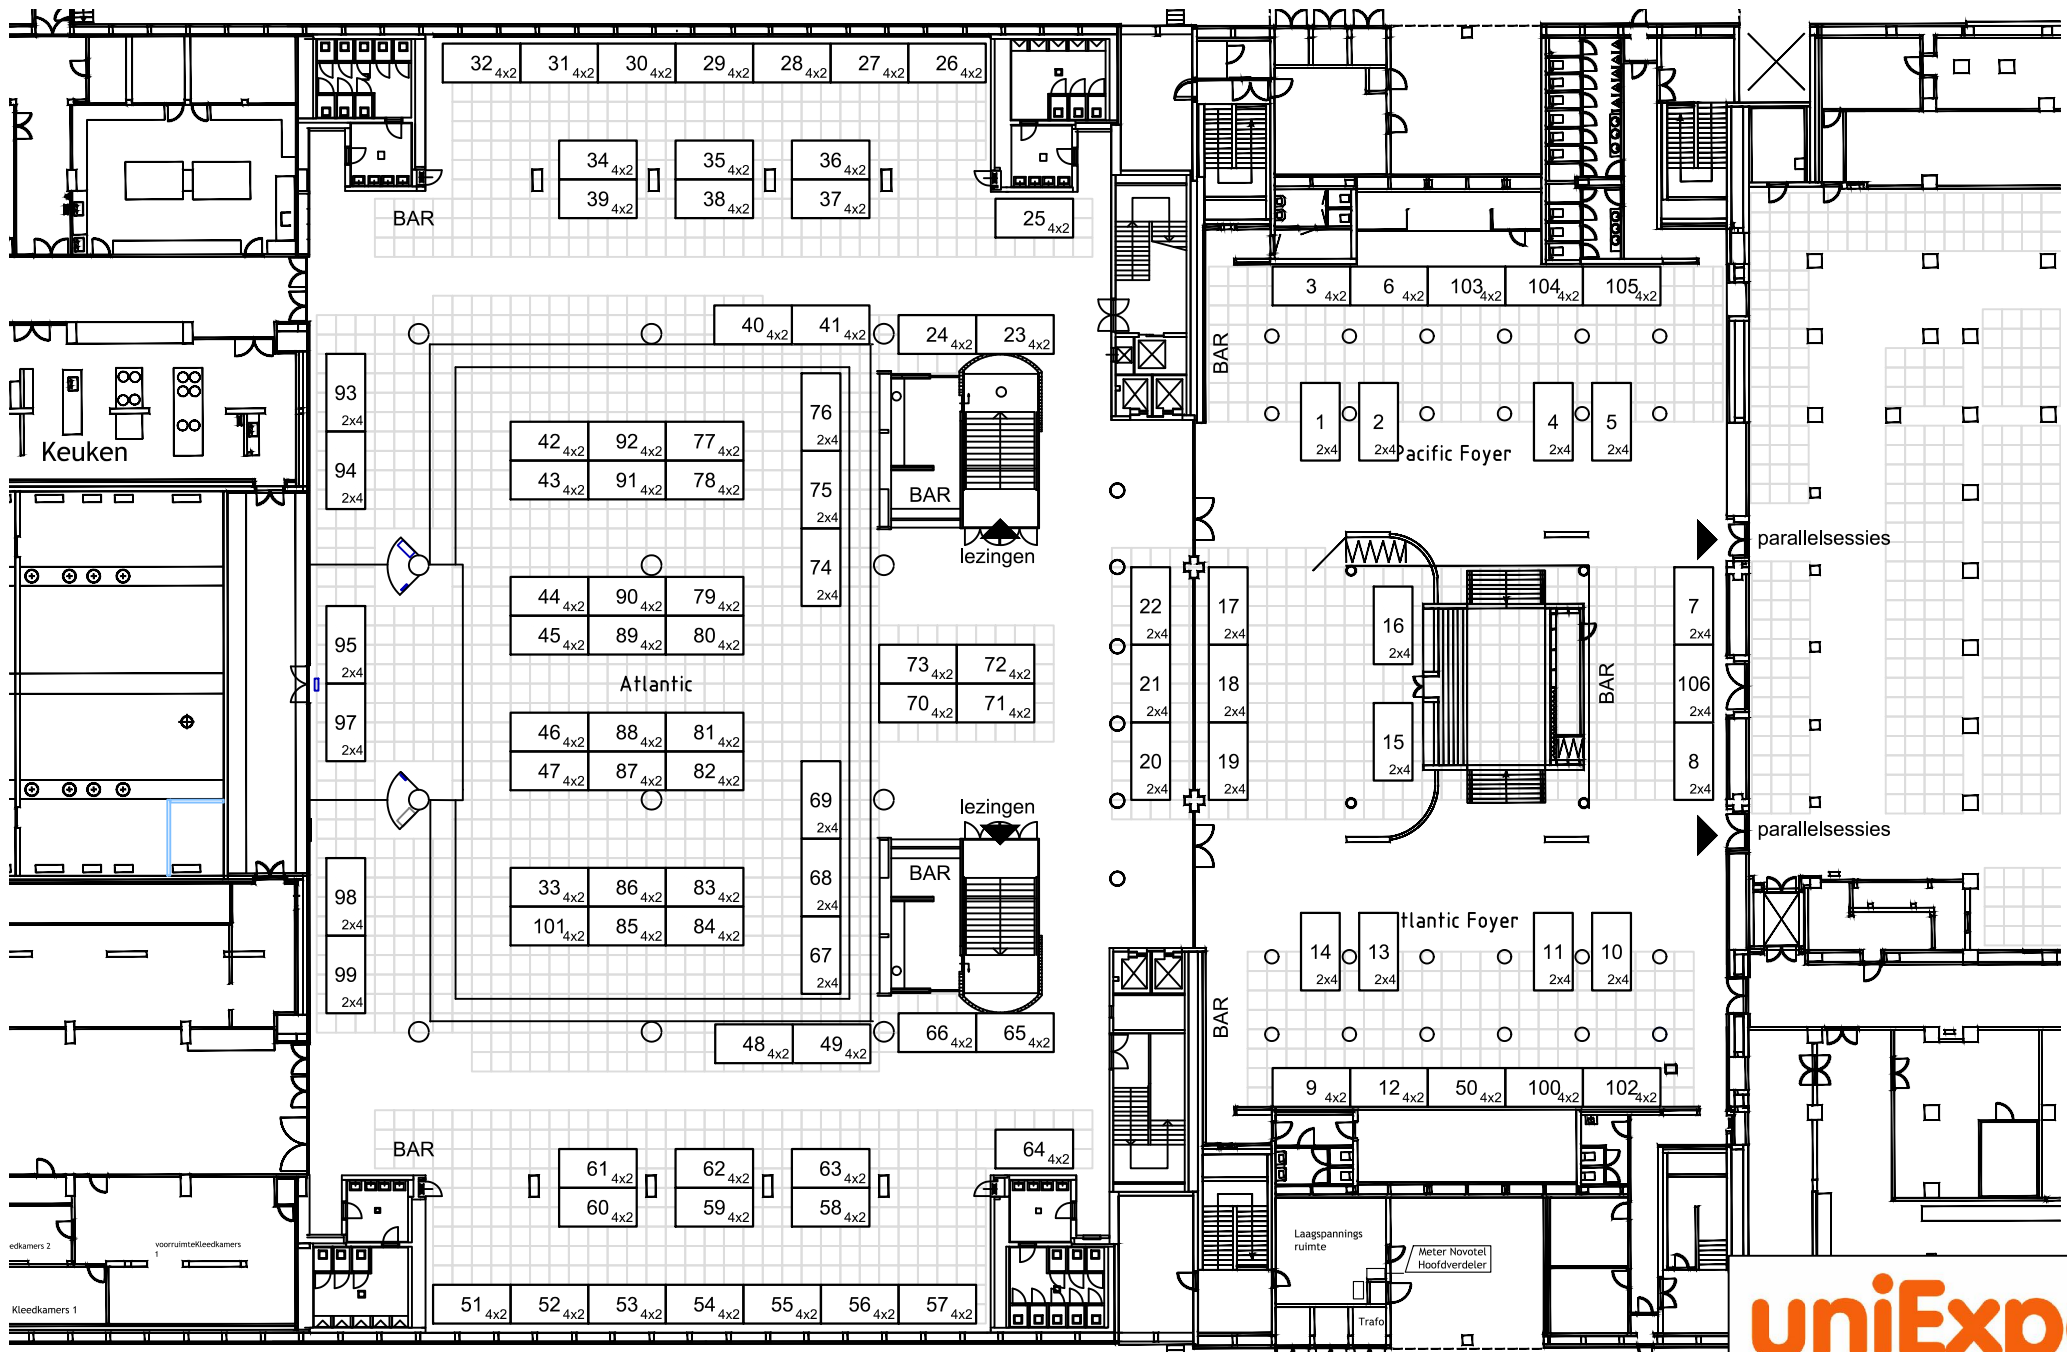 32 4x2 31 4x2 30 4x2 29 4x2 28 4x2 27 4x2 26 4x2
34 4x2 35 4x2 36 4x2
39 4x2 38 4x2 37 4x2
BAR
25 4x2
3 4x2 6 4x2 103 4x2 104 4x2 105 4x2
40 4x2 41 4x2
24 4x2 23 4x2
BAR
93 2x4
94 2x4
Keuken
76 2x4
75 2x4
74 2x4
42 4x2 92 4x2 77 4x2
43 4x2 91 4x2 78 4x2
BAR
lezingen
1 2x4
2 2x4
4 2x4
5 2x4
Pacific Foyer
parallelsessies
44 4x2 90 4x2 79 4x2
45 4x2 89 4x2 80 4x2
95 2x4
97 2x4
Atlantic
73 4x2 72 4x2
70 4x2 71 4x2
22 2x4
21 2x4
20 2x4
17 2x4
18 2x4
19 2x4
16 2x4
15 2x4
BAR
7 2x4
106 2x4
8 2x4
46 4x2 88 4x2 81 4x2
47 4x2 87 4x2 82 4x2
69 2x4
68 2x4
67 2x4
lezingen
BAR
parallelsessies
33 4x2 86 4x2 83 4x2
101 4x2 85 4x2 84 4x2
98 2x4
99 2x4
tlantic Foyer
14 2x4
13 2x4
11 2x4
10 2x4
BAR
48 4x2 49 4x2
66 4x2 65 4x2
9 4x2 12 4x2 50 4x2 100 4x2 102 4x2
BAR
64 4x2
61 4x2 62 4x2 63 4x2
60 4x2 59 4x2 58 4x2
edkamers 2
voorruimteKleedkamers
1
Kleedkamers 1
51 4x2 52 4x2 53 4x2 54 4x2 55 4x2 56 4x2 57 4x2
Laagspannings
ruimte
Meter Novotel
Hoofdverdeler
Trafo
uniExp